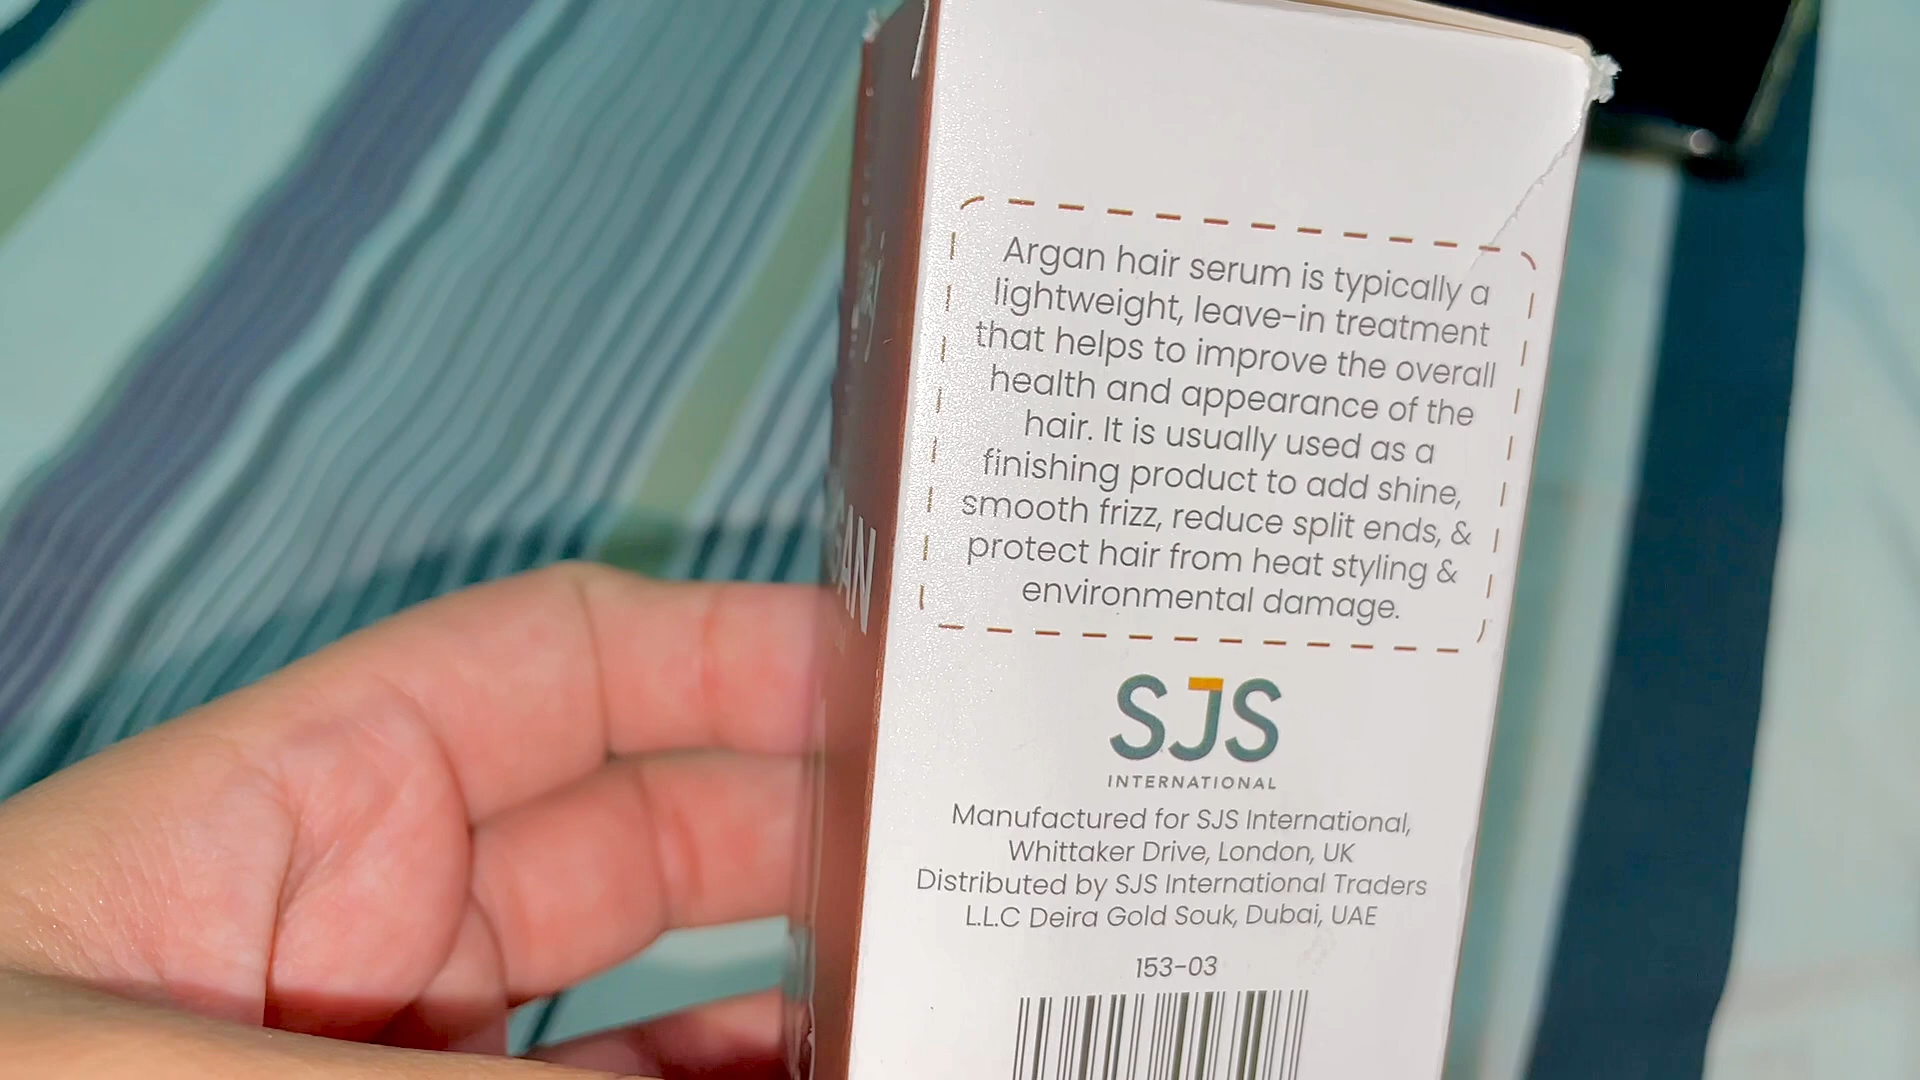 Argan hair serum is typically a
lightweight, leave-in treatment
that helps to improve the overall
health and appearance of the
hair. It is usually used as a
finishing product to add shine,
smooth frizz, reduce split ends, &
protect hair from heat styling &
environmental damage.
SJS
INTERNATIONAL
Manufactured for SJS International,
Whittaker Drive, London, UK
Distributed by SJS International Traders
L.L.C Deira Gold Souk, Dubai, UAE
153-03